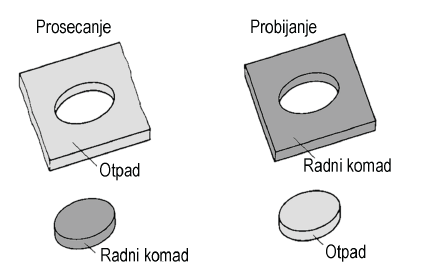 Prosecanje
Probijanje
Otpad
Radni komad
Radni komad
Otpad